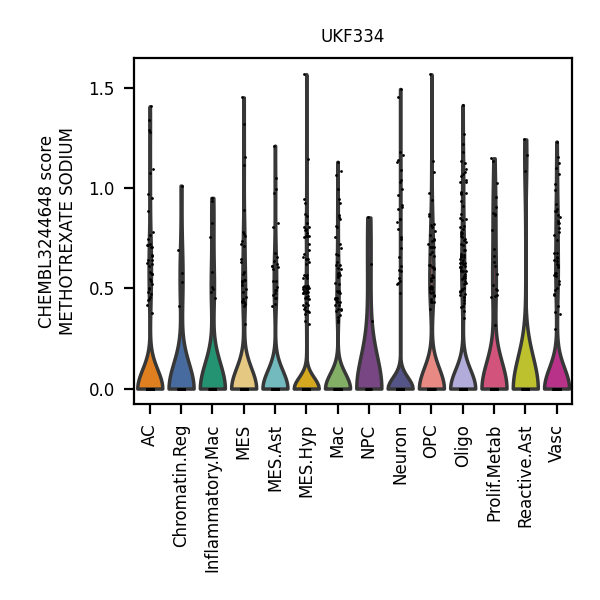 UKF334
CHEMBL3244648 score
METHOTREXATE SODIUM
1.5
1.0
0.5
0.0
AC
Chromatin.Reg
Inflammatory.Mac
MES
MES.Ast
MES.Hyp
Mac
NPC
Neuron
OPC
Oligo
Prolif.Metab
Reactive.Ast
Vasc